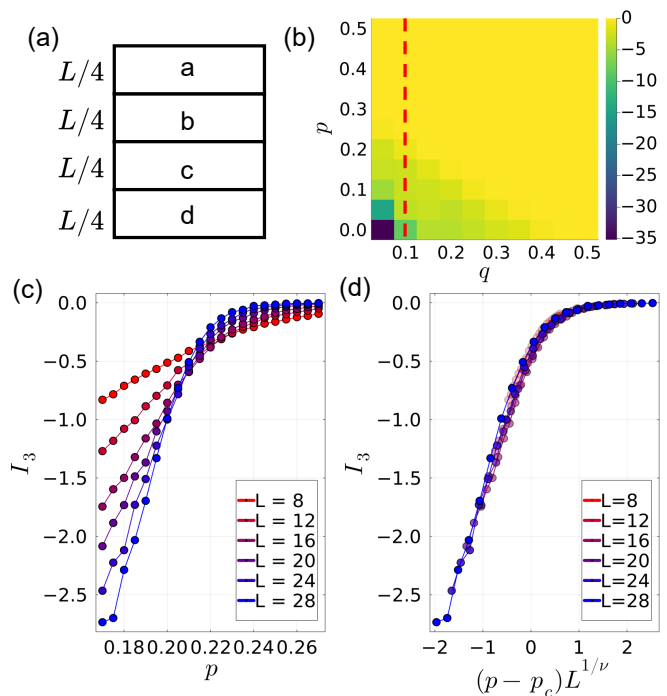 (a)
L/4 a
L/4 b
L/4 c
L/4 d
(b)
p
0.5
0.4
0.3
0.2
0.1
0.0
0.1 0.2 0.3 0.4 0.5
q
0
−5
−10
−15
−20
−25
−30
−35
(c)
I₃
0.0
−0.5
−1.0
−1.5
−2.0
−2.5
0.18 0.20 0.22 0.24 0.26
p
L = 8
L = 12
L = 16
L = 20
L = 24
L = 28
(d)
I₃
0.0
−0.5
−1.0
−1.5
−2.0
−2.5
−2 −1 0 1 2
(p − p_c)L^{1/ν}
L=8
L=12
L=16
L=20
L=24
L=28